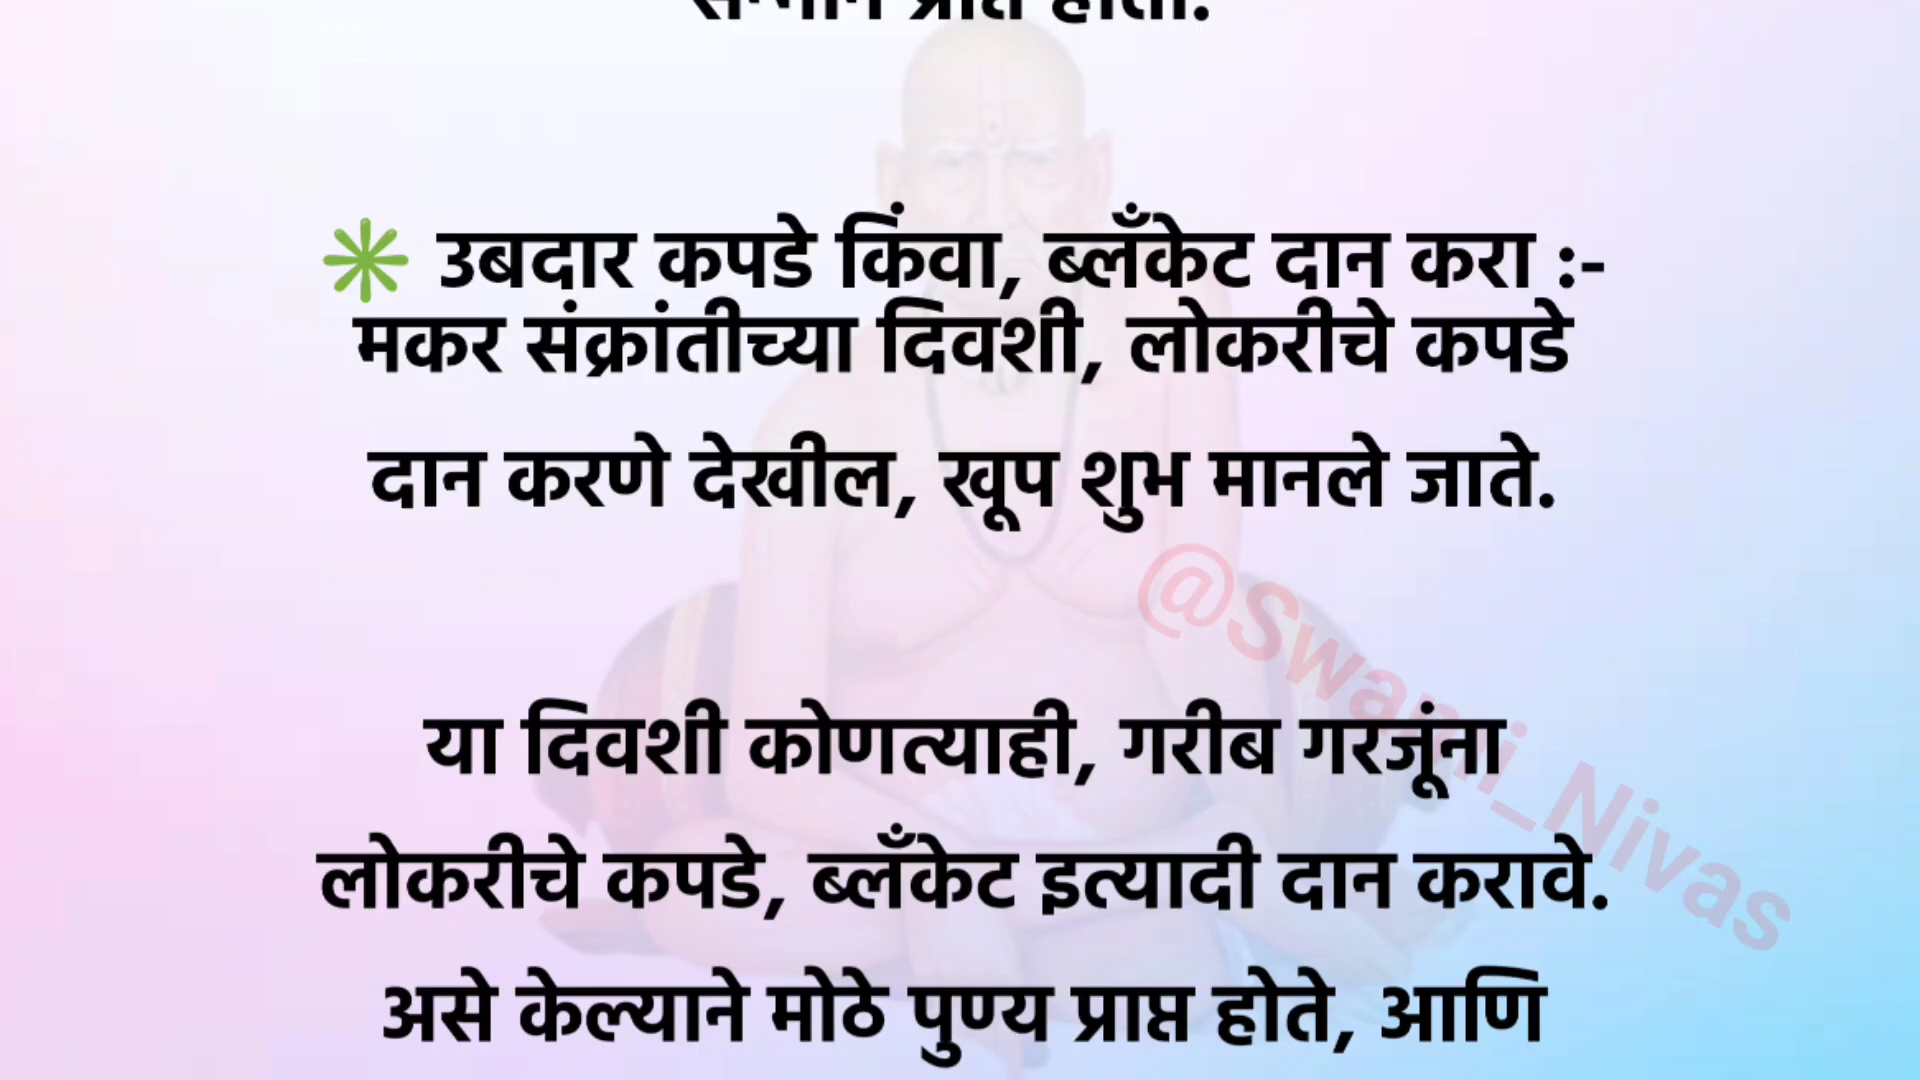 सन्मान प्राप्त होतो.
✳ उबदार कपडे किंवा, ब्लँकेट दान करा :-
मकर संक्रांतीच्या दिवशी, लोकरीचे कपडे
दान करणे देखील, खूप शुभ मानले जाते.
@Swami_Nivas
या दिवशी कोणत्याही, गरीब गरजूंना
लोकरीचे कपडे, ब्लँकेट इत्यादी दान करावे.
असे केल्याने मोठे पुण्य प्राप्त होते, आणि